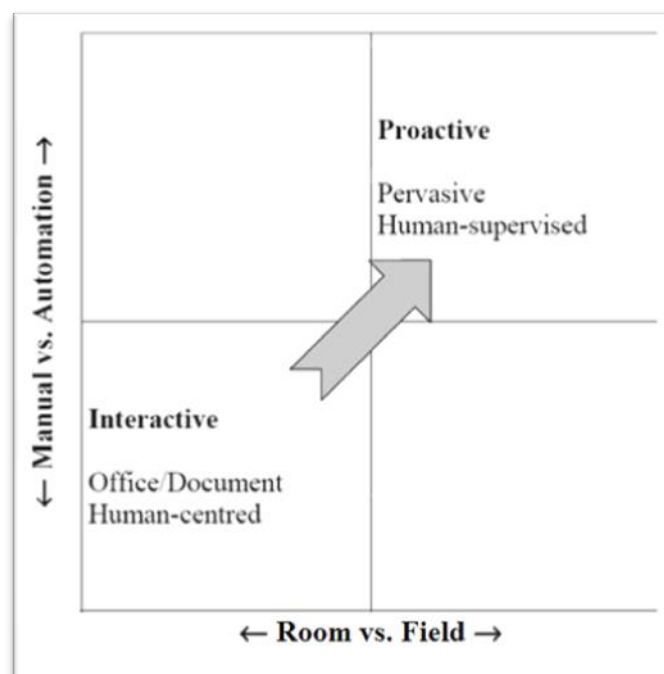 Proactive
Pervasive
Human-supervised
← Manual vs. Automation →
Interactive
Office/Document
Human-centred
← Room vs. Field →